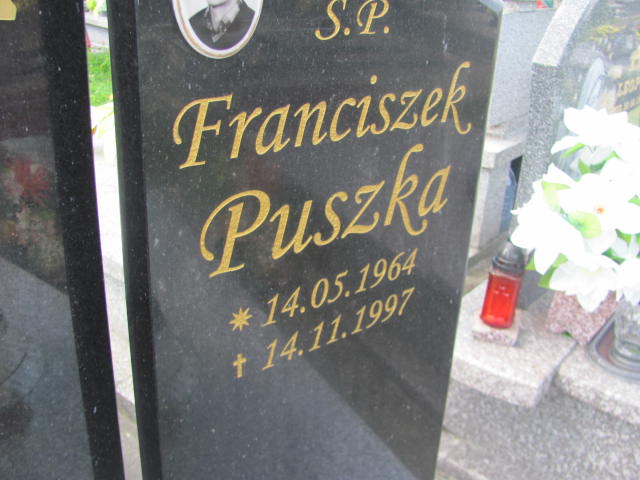 S.P.
Franciszek
Puszka
* 14.05.1964
✝ 14.11.1997